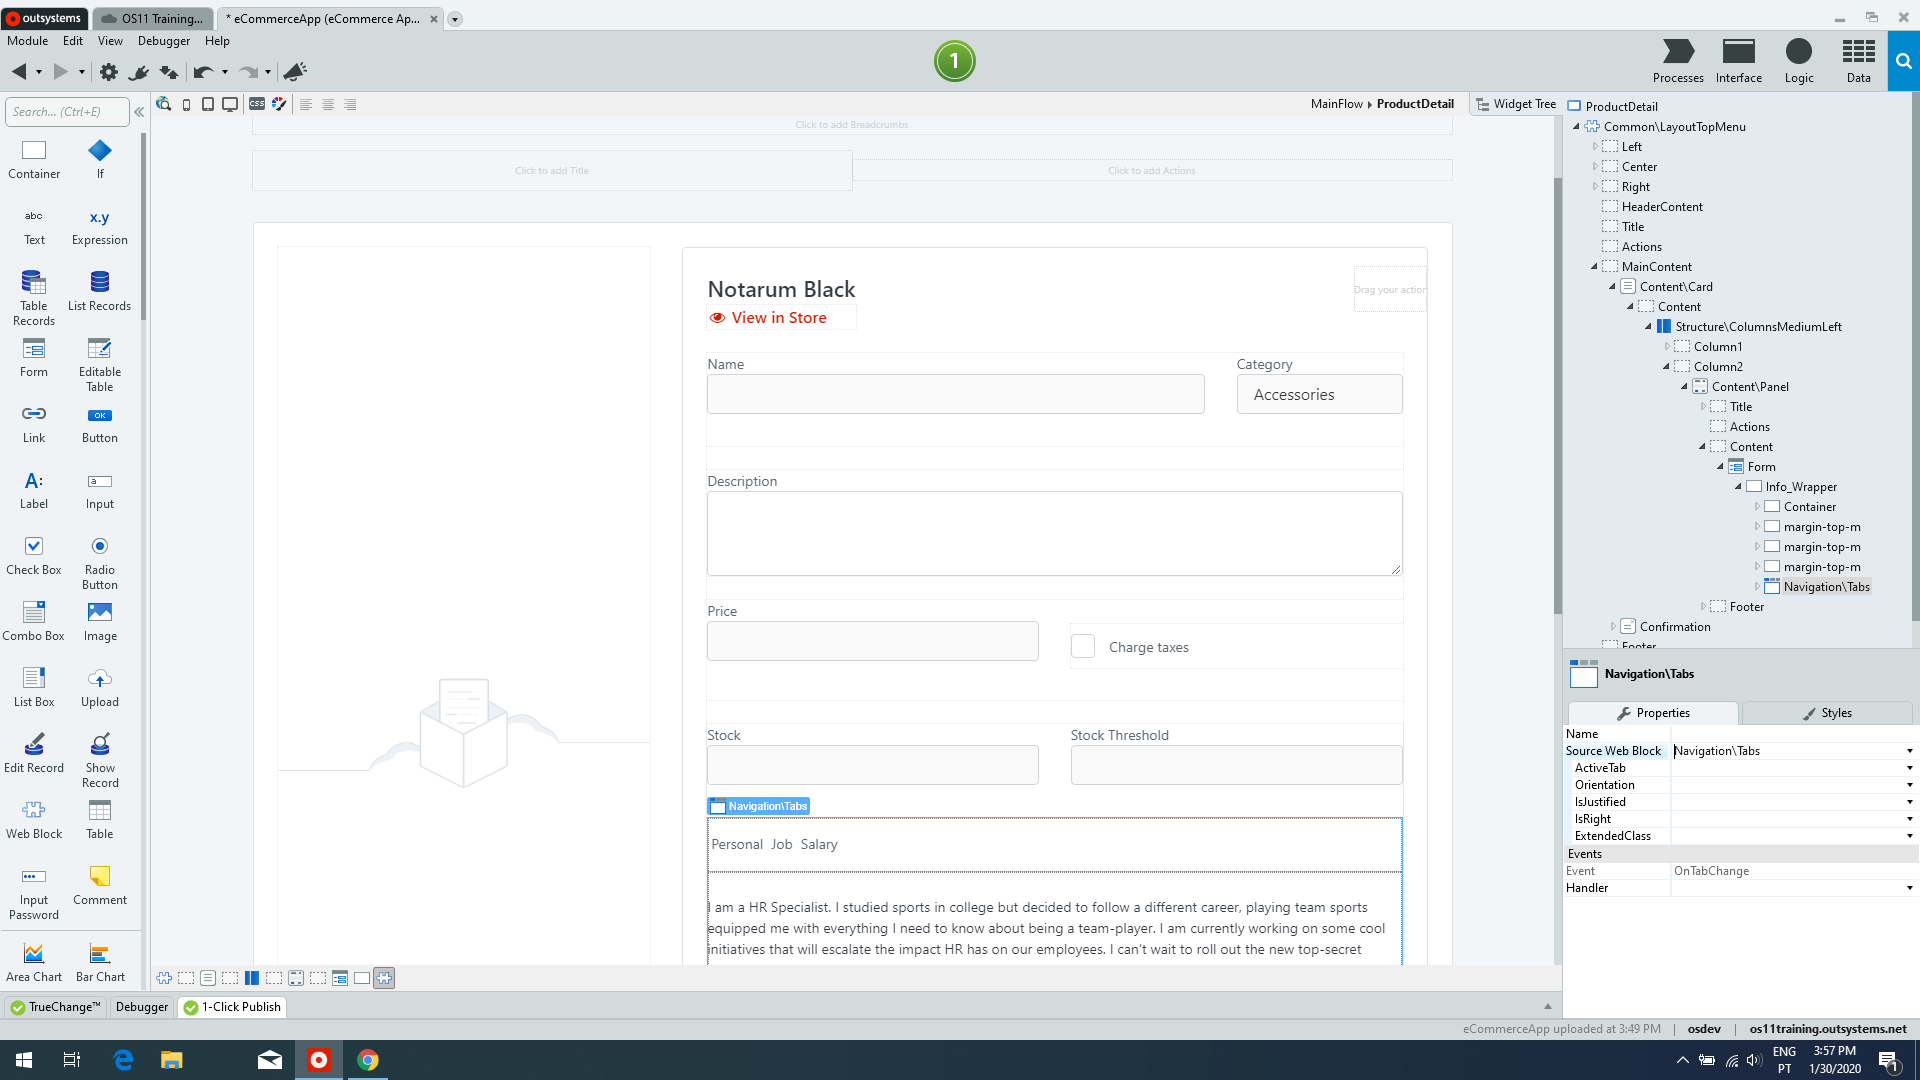 outsystems
OS11 Training...
* eCommerceApp (eCommerce Ap...
Module Edit View Debugger Help
1
Processes Interface Logic Data
Search... (Ctrl+E)
Container If
Text Expression
abc x.y
Table Records List Records
Form Editable Table
Link Button
OK
Label Input
Check Box Radio Button
Combo Box Image
List Box Upload
Edit Record Show Record
Web Block Table
Input Password Comment
Area Chart Bar Chart
CSS
MainFlow ProductDetail
Widget Tree
Click to add Breadcrumbs
Click to add Title
Click to add Actions
Notarum Black
View in Store
Drag your action
Name
Category
Accessories
Description
Price
Charge taxes
Stock
Stock Threshold
Navigation\Tabs
Personal Job Salary
I am a HR Specialist. I studied sports in college but decided to follow a different career, playing team sports
equipped me with everything I need to know about being a team-player. I am currently working on some cool
initiatives that will escalate the impact HR has on our employees. I can't wait to roll out the new top-secret
ProductDetail
Common\LayoutTopMenu
Left
Center
Right
HeaderContent
Title
Actions
MainContent
Content\Card
Content
Structure\ColumnsMediumLeft
Column1
Column2
Content\Panel
Title
Actions
Content
Form
Info_Wrapper
Container
margin-top-m
margin-top-m
margin-top-m
Navigation\Tabs
Footer
Confirmation
Footer
Navigation\Tabs
Properties Styles
Name
Source Web Block Navigation\Tabs
ActiveTab
Orientation
IsJustified
IsRight
ExtendedClass
Events
Event OnTabChange
Handler
TrueChange™ Debugger 1-Click Publish
eCommerceApp uploaded at 3:49 PM | osdev | os11training.outsystems.net
ENG
PT
3:57 PM
1/30/2020
1